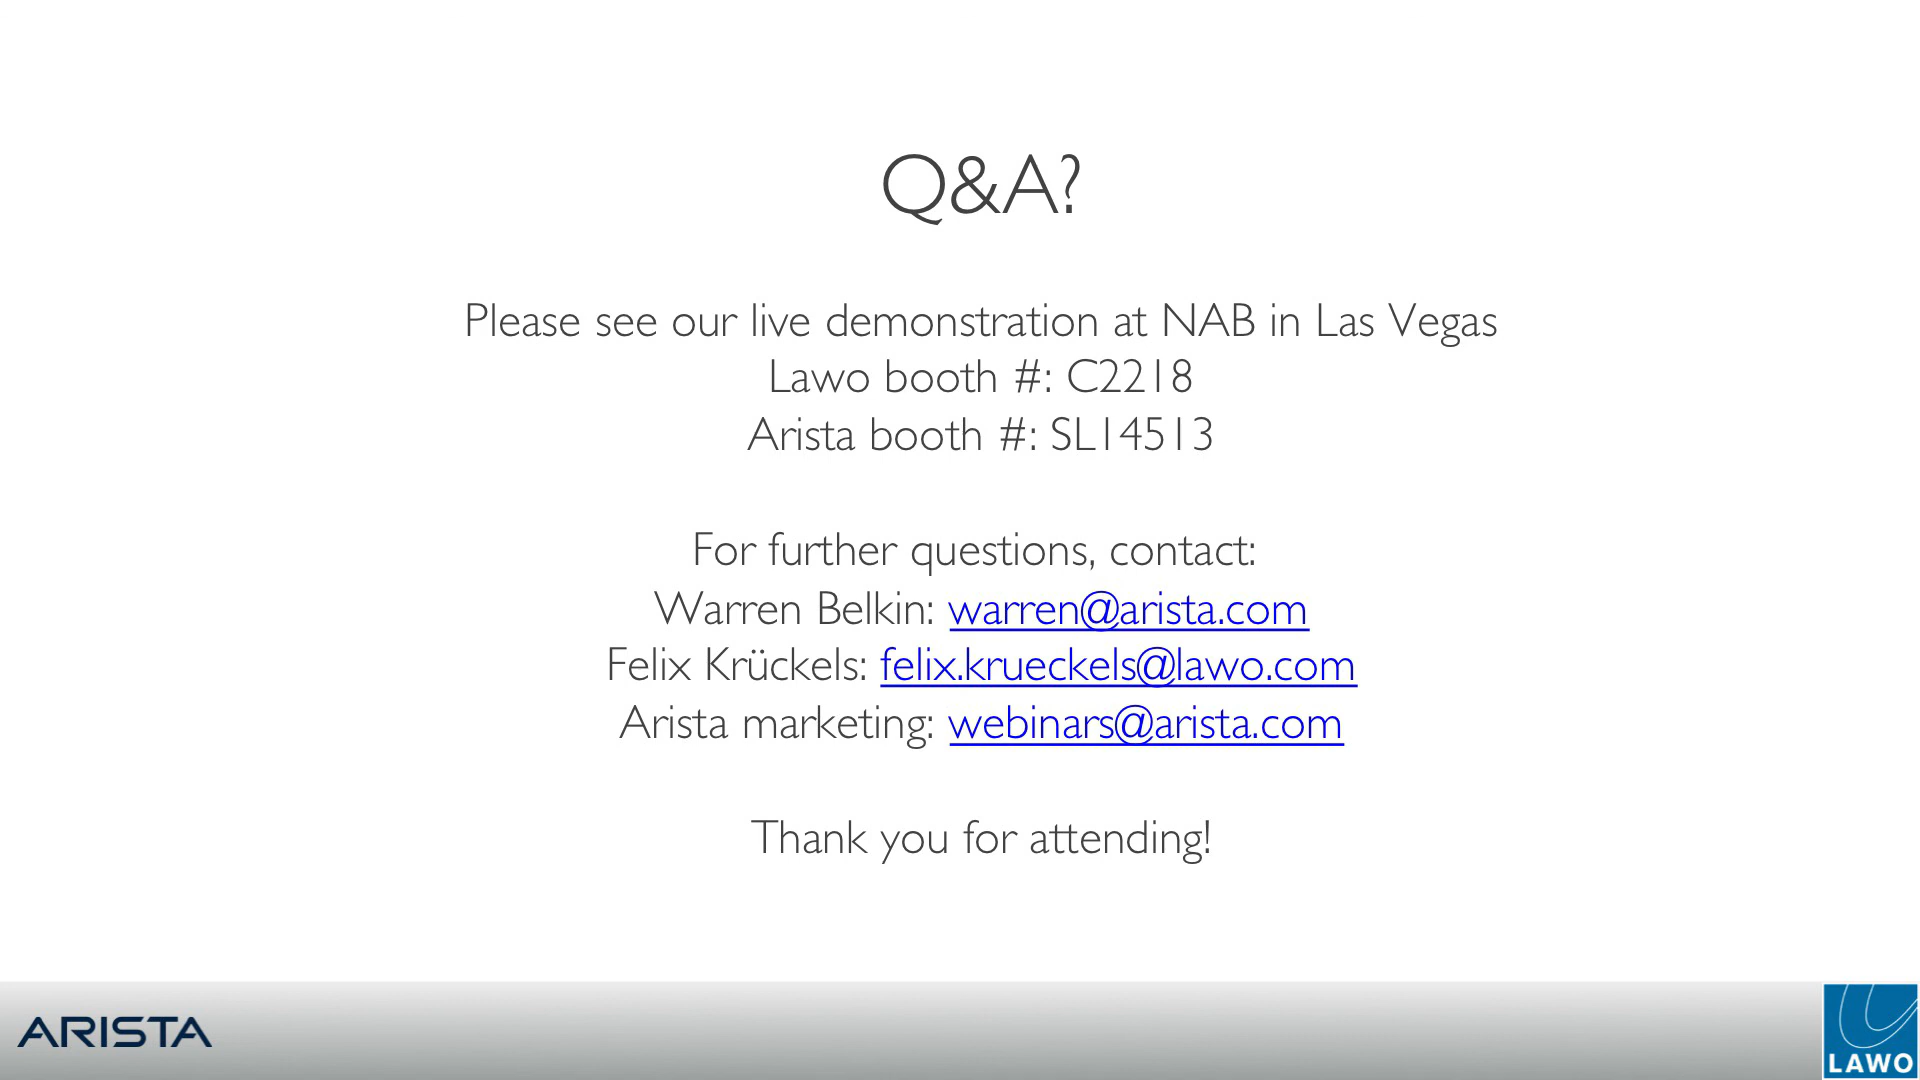 Q&A?
Please see our live demonstration at NAB in Las Vegas
Lawo booth #: C2218
Arista booth #: SL14513
For further questions, contact:
Warren Belkin: warren@arista.com
Felix Krückels: felix.krueckels@lawo.com
Arista marketing: webinars@arista.com
Thank you for attending!
ARISTA
LAWO